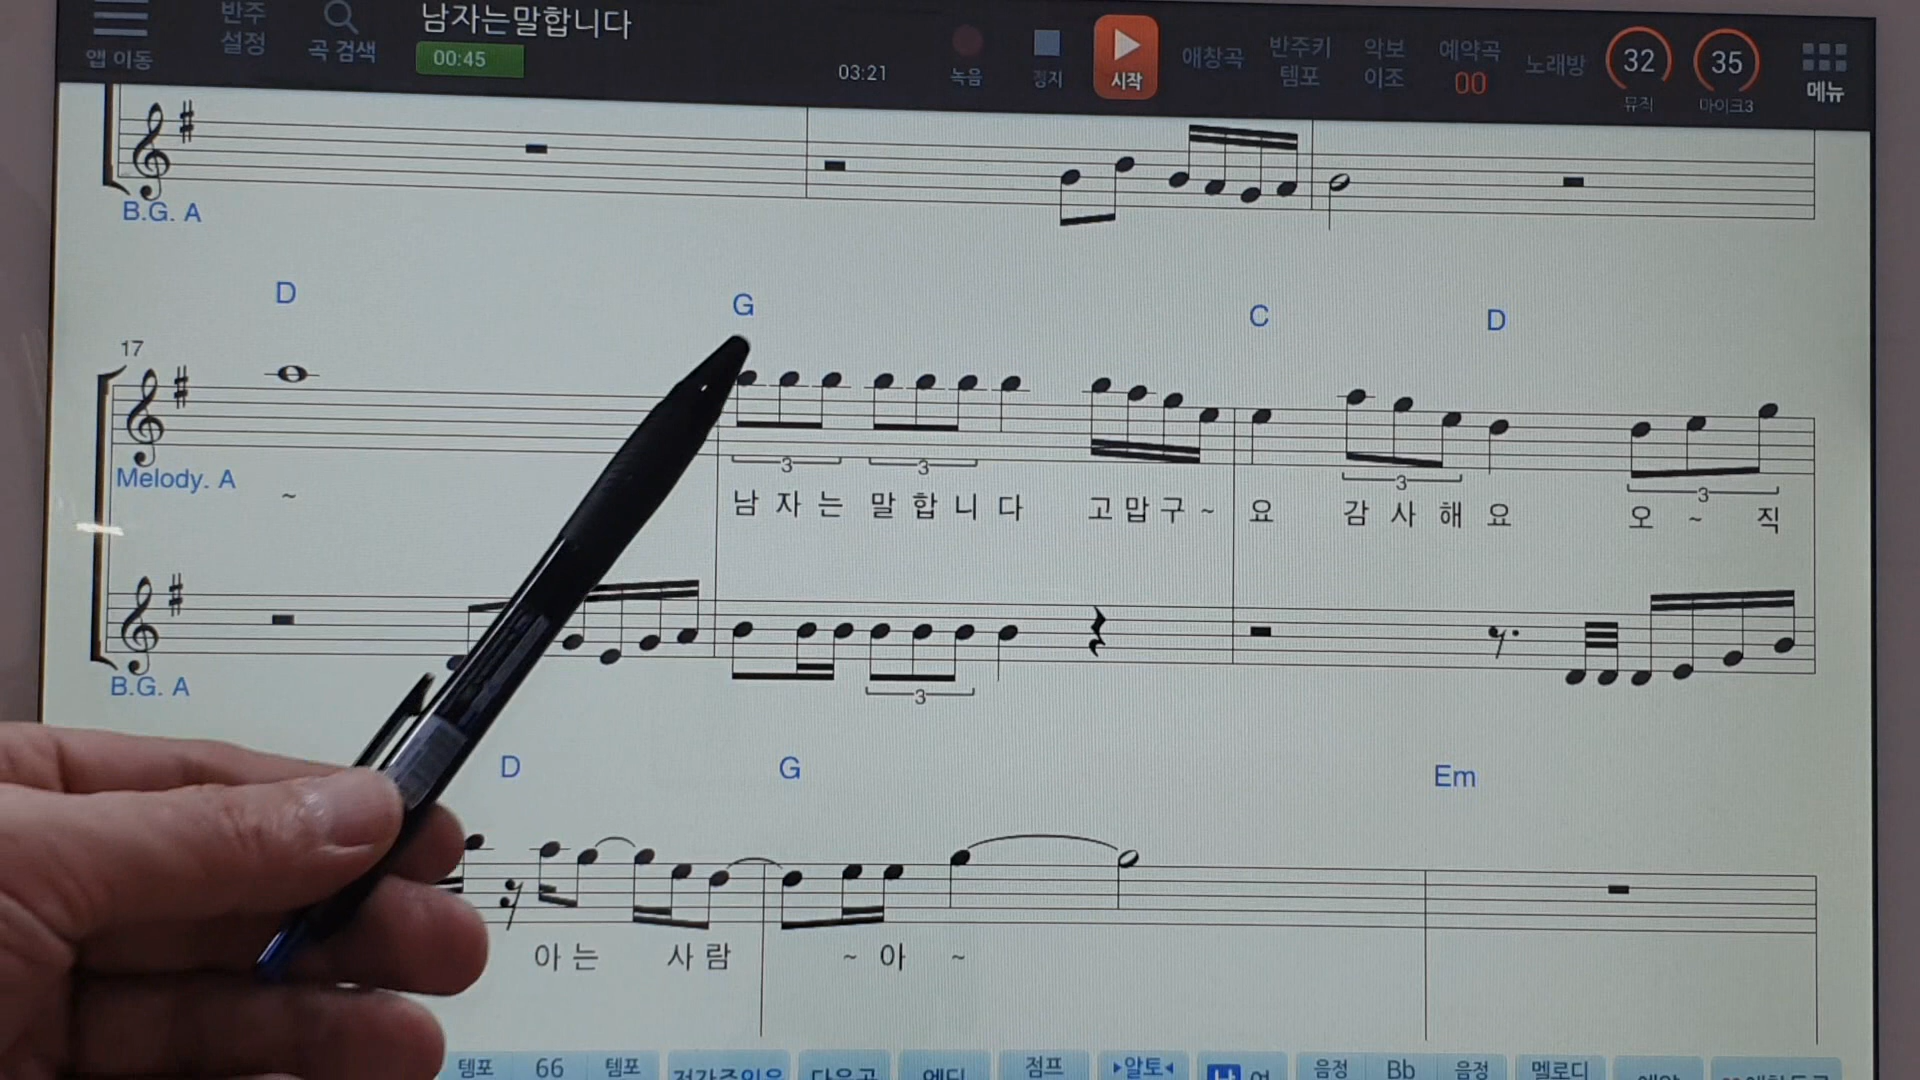 앱 이동
반주 설정
곡 검색
남자는말합니다
00:45
03:21
녹음
정지
시작
애창곡
반주키 템포
악보 이조
예약곡 00
노래방
32
뮤직
35
마이크3
메뉴
B.G. A
D G C D
17
Melody. A
3 3 3 3
~ 남 자 는 말 합 니 다 고 맙 구 ~ 요 감 사 해 요 오 ~ 직
B.G. A
3
D G Em
아 는 사 람 ~ 아 ~
템포 66 템포
점프
▸알토◂
음정 Bb 음정
멜로디